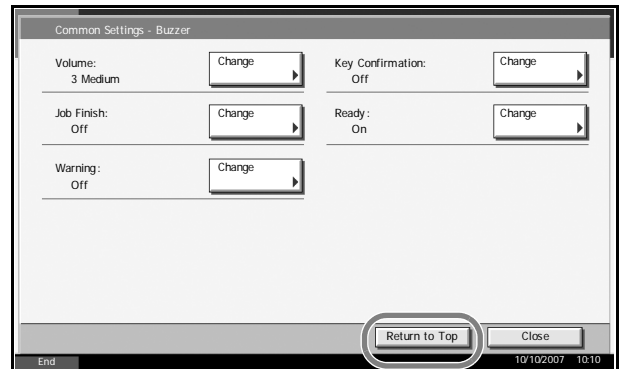 Common Settings - Buzzer
Volume:
3 Medium
Change
Key Confirmation:
Off
Change
Job Finish:
Off
Change
Ready:
On
Change
Warning:
Off
Change
Return to Top
Close
End
10/10/2007 10:10